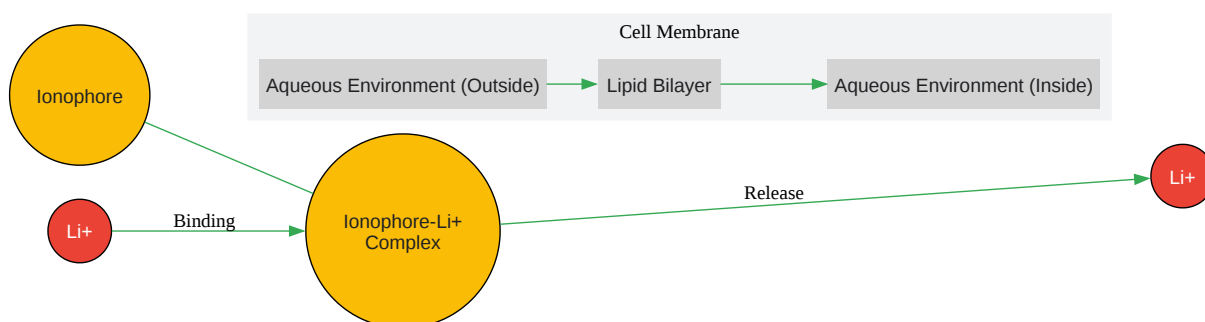 Cell Membrane
Ionophore
Aqueous Environment (Outside)
Lipid Bilayer
Aqueous Environment (Inside)
Li+
Binding
Ionophore-Li+
Complex
Release
Li+